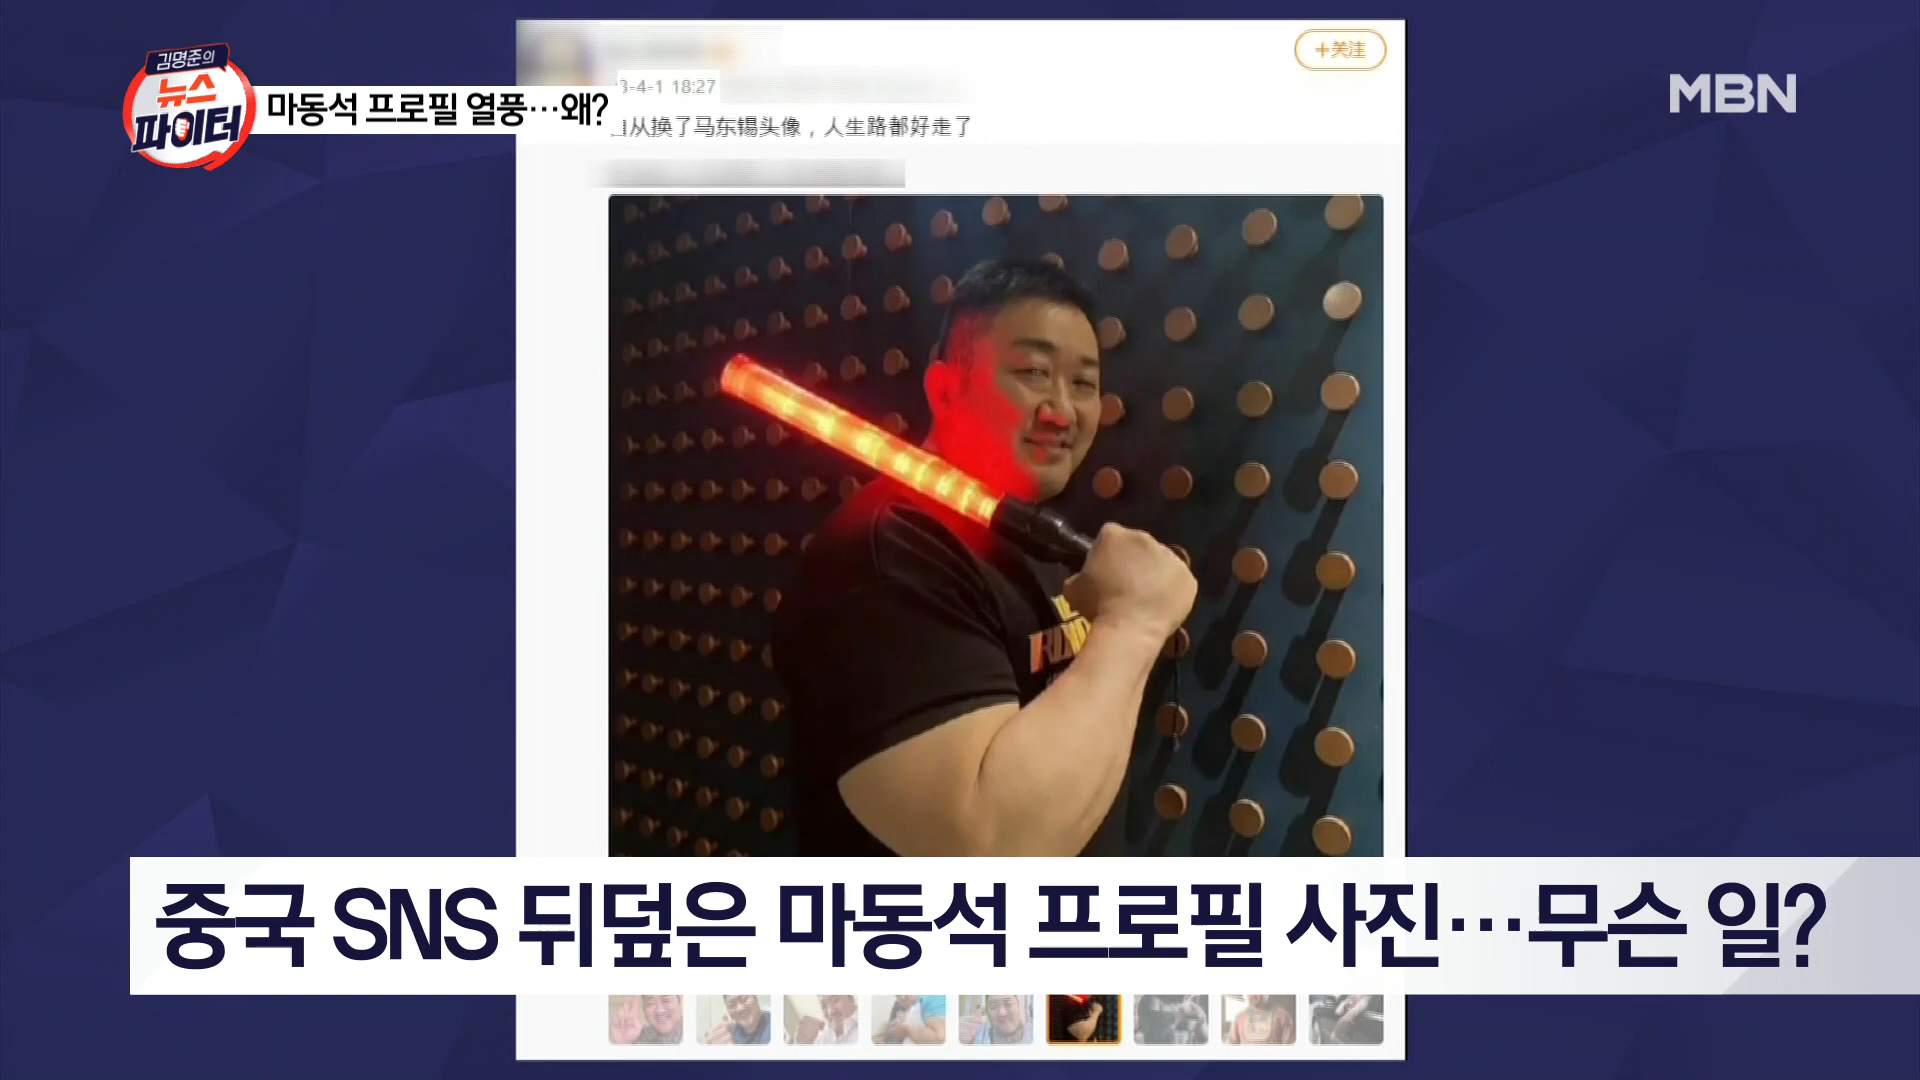 김명준의
뉴스
파이터
마동석 프로필 열풍…왜?
MBN
+关注
3-4-1 18:27
自从换了马东锡头像，人生路都好走了
중국 SNS 뒤덮은 마동석 프로필 사진…무슨 일?